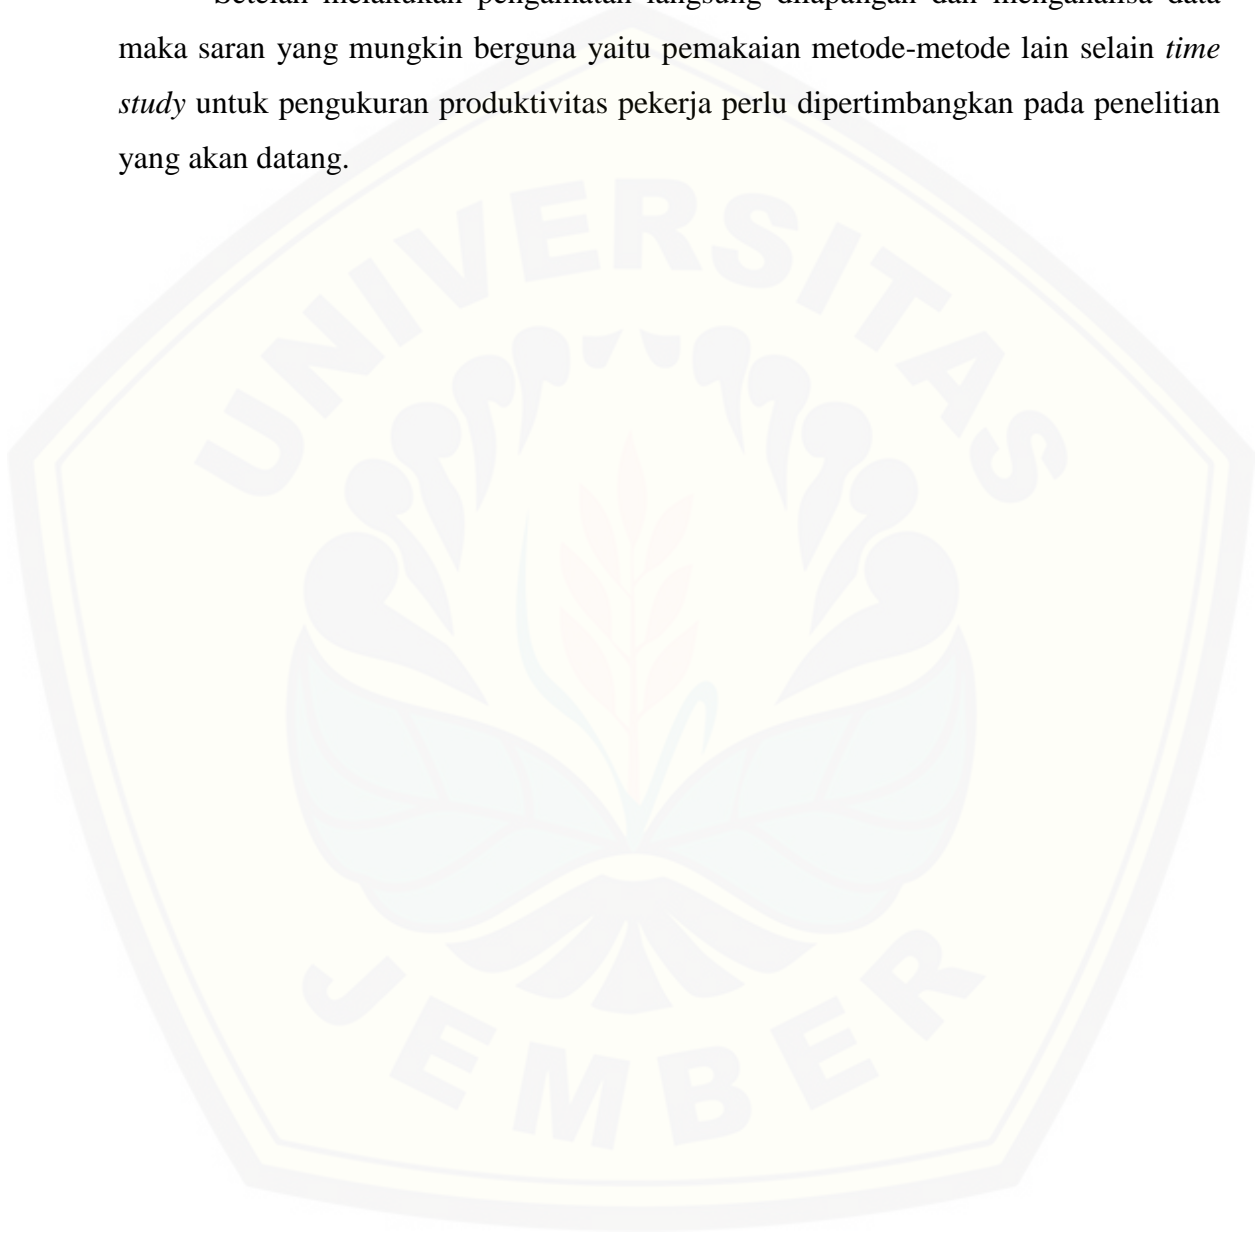 Setelah melakukan pengamatan langsung dilapangan dan menganalisa data
maka saran yang mungkin berguna yaitu pemakaian metode-metode lain selain time
study untuk pengukuran produktivitas pekerja perlu dipertimbangkan pada penelitian
yang akan datang.
UNIVERSITAS
JEMBER